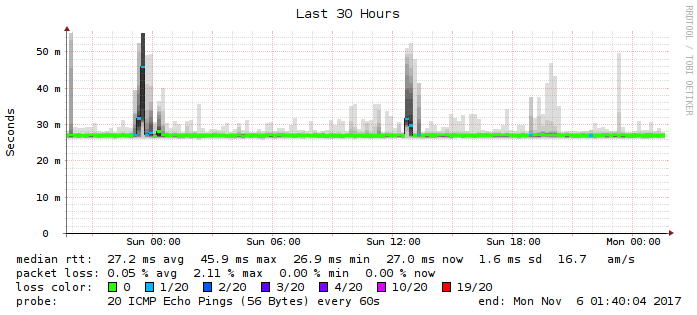 Last 30 Hours
RRDTOOL / TOBI OETIKER
Seconds
50 m
40 m
30 m
20 m
10 m
0
Sun 00:00 Sun 06:00 Sun 12:00 Sun 18:00 Mon 00:00
median rtt: 27.2 ms avg 45.9 ms max 26.9 ms min 27.0 ms now 1.6 ms sd 16.7 am/s
packet loss: 0.05 % avg 2.11 % max 0.00 % min 0.00 % now
loss color: 0 1/20 2/20 3/20 4/20 10/20 19/20
probe: 20 ICMP Echo Pings (56 Bytes) every 60s end: Mon Nov 6 01:40:04 2017